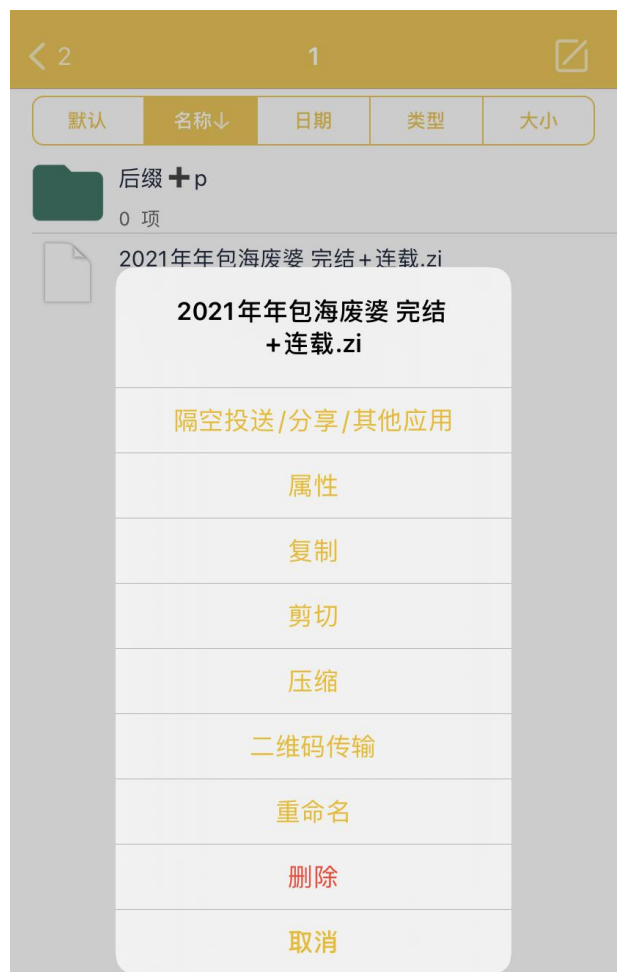 2
1
默认
名称↓
日期
类型
大小
后缀➕p
0 项
2021年年包海废婆 完结+连载.zi
2021年年包海废婆 完结
+连载.zi
隔空投送/分享/其他应用
属性
复制
剪切
压缩
二维码传输
重命名
删除
取消